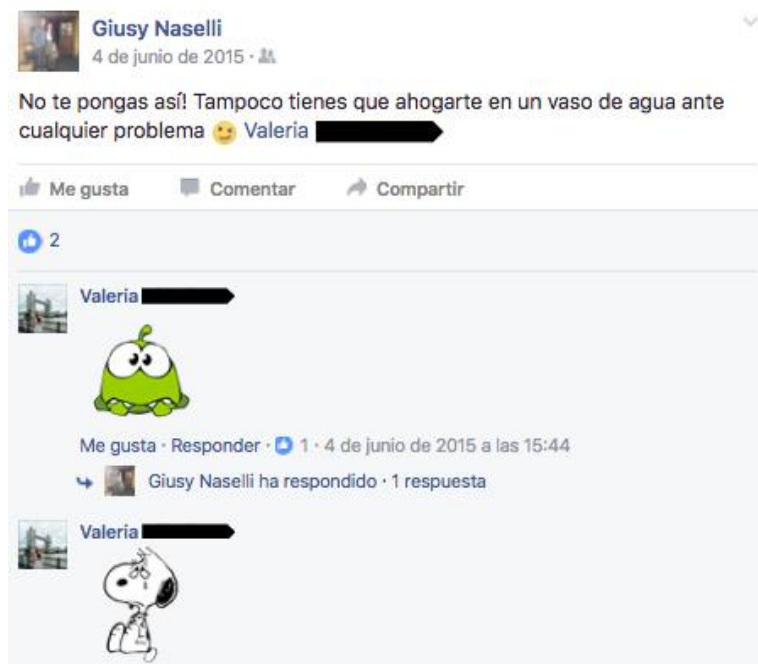 Giusy Naselli
4 de junio de 2015 ·
No te pongas así! Tampoco tienes que ahogarte en un vaso de agua ante
cualquier problema 😉 Valeria
Me gusta Comentar Compartir
2
Valeria
Me gusta · Responder · 1 · 4 de junio de 2015 a las 15:44
Giusy Naselli ha respondido · 1 respuesta
Valeria